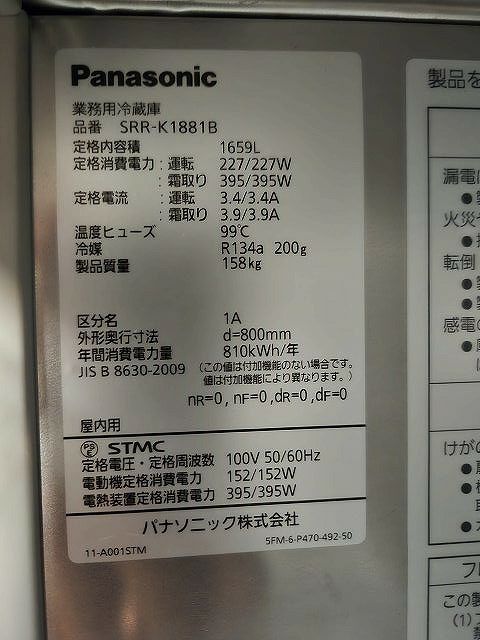 Panasonic
業務用冷蔵庫
品番 SRR-K1881B
定格内容積 1659L
定格消費電力：運転 227/227W
：霜取り 395/395W
定格電流 ：運転 3.4/3.4A
：霜取り 3.9/3.9A
温度ヒューズ 99℃
冷媒 R134a 200g
製品質量 158kg
区分名 1A
外形奥行寸法 d=800mm
年間消費電力量 810kWh/年
JIS B 8630-2009 (この値は付加機能のない場合です。
値は付加機能により異なります。)
nR=0, nF=0, dR=0, dF=0
屋内用
PS E STMC
定格電圧・定格周波数 100V 50/60Hz
電動機定格消費電力 152/152W
電熱装置定格消費電力 395/395W
パナソニック株式会社
11-A001STM 5FM-6-P470-492-50
製品を
漏電
火災
転倒
感電の
けが
この製
(1)